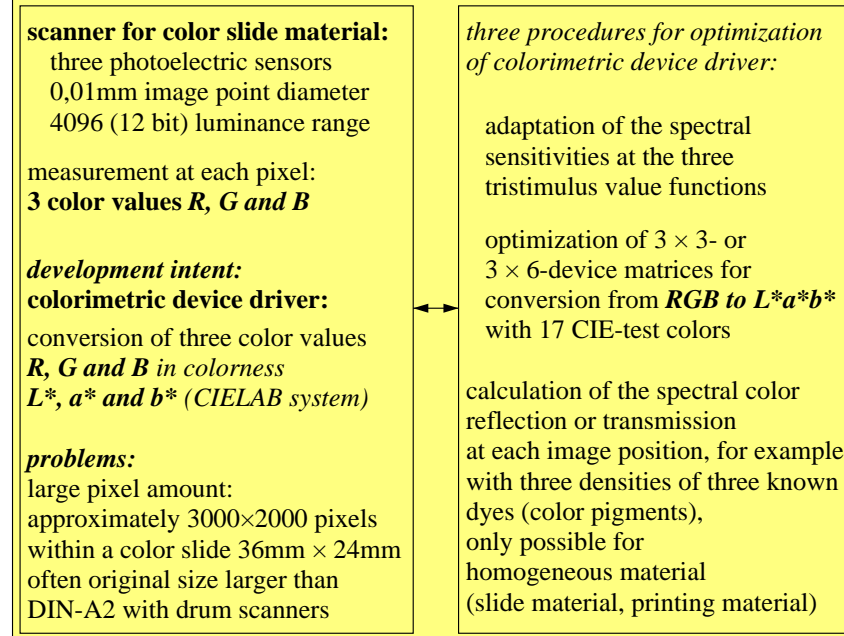 scanner for color slide material:
three photoelectric sensors
0,01mm image point diameter
4096 (12 bit) luminance range
measurement at each pixel:
3 color values R, G and B
development intent:
colorimetric device driver:
conversion of three color values
R, G and B in colorness
L*, a* and b* (CIELAB system)
problems:
large pixel amount:
approximately 3000×2000 pixels
within a color slide 36mm × 24mm
often original size larger than
DIN-A2 with drum scanners
three procedures for optimization
of colorimetric device driver:
adaptation of the spectral
sensitivities at the three
tristimulus value functions
optimization of 3 × 3- or
3 × 6-device matrices for
conversion from RGB to L*a*b*
with 17 CIE-test colors
calculation of the spectral color
reflection or transmission
at each image position, for example
with three densities of three known
dyes (color pigments),
only possible for
homogeneous material
(slide material, printing material)